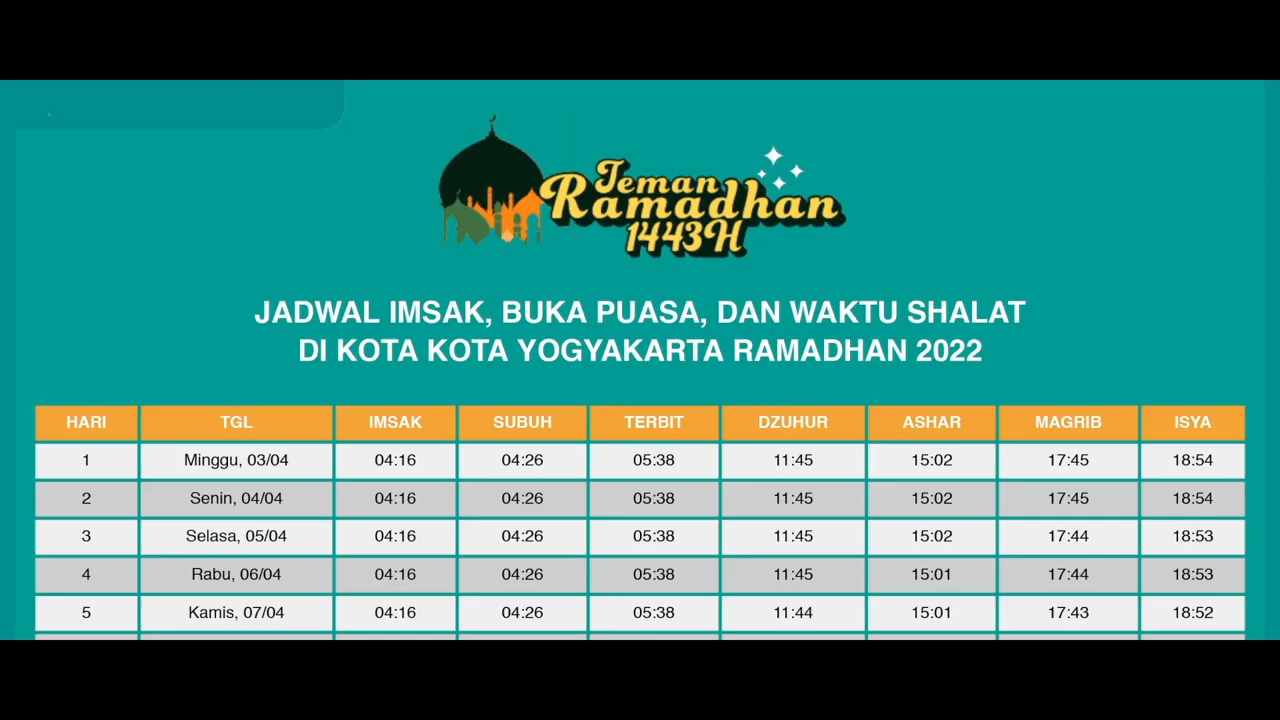 Teman
Ramadhan
1443H
JADWAL IMSAK, BUKA PUASA, DAN WAKTU SHALAT
DI KOTA KOTA YOGYAKARTA RAMADHAN 2022
HARI TGL IMSAK SUBUH TERBIT DZUHUR ASHAR MAGRIB ISYA
1 Minggu, 03/04 04:16 04:26 05:38 11:45 15:02 17:45 18:54
2 Senin, 04/04 04:16 04:26 05:38 11:45 15:02 17:45 18:54
3 Selasa, 05/04 04:16 04:26 05:38 11:45 15:02 17:44 18:53
4 Rabu, 06/04 04:16 04:26 05:38 11:45 15:01 17:44 18:53
5 Kamis, 07/04 04:16 04:26 05:38 11:44 15:01 17:43 18:52